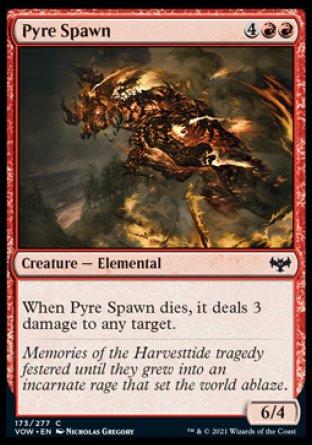 Pyre Spawn 4
Creature — Elemental
When Pyre Spawn dies, it deals 3
damage to any target.
Memories of the Harvesttide tragedy
festered until they grew into an
incarnate rage that set the world ablaze.
6/4
173/277 C
VOW • EN Nicholas Gregory ™ & © 2021 Wizards of the Coast